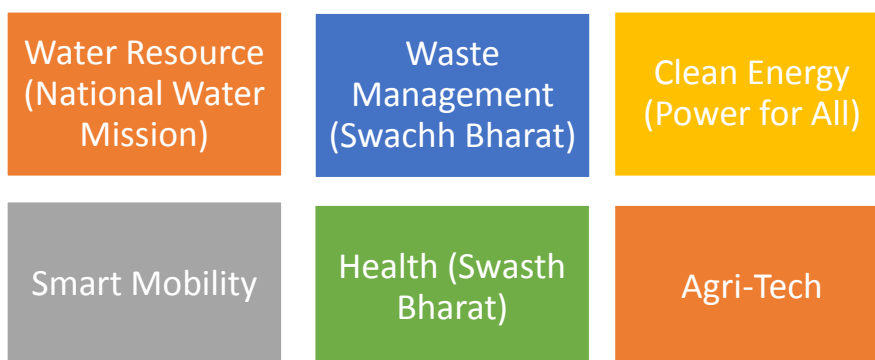 Water Resource
(National Water
Mission)
Waste
Management
(Swachh Bharat)
Clean Energy
(Power for All)
Smart Mobility
Health (Swasth
Bharat)
Agri-Tech